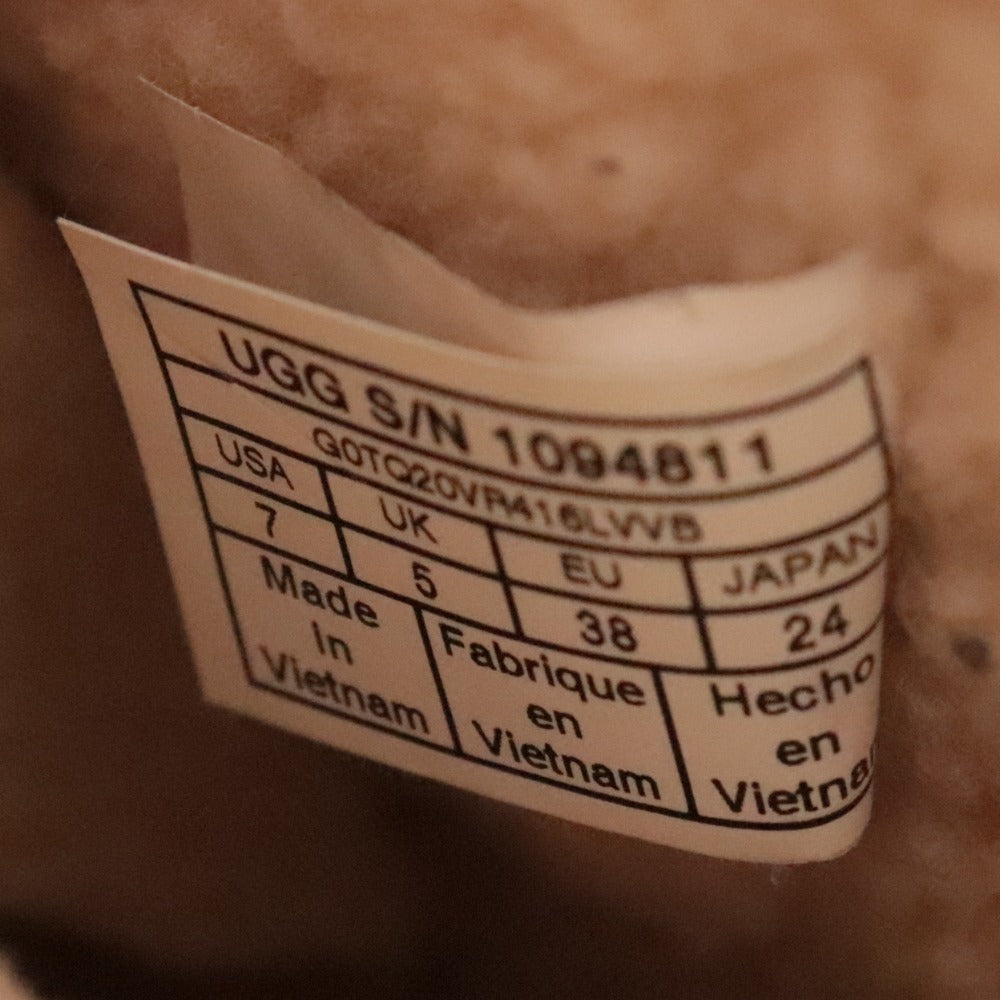 UGG S/N 1094811
G0TQ20VR416LVVB
USA UK EU JAPAN
7 5 38 24
Made
in
Vietnam
Fabrique
en
Vietnam
Hecho
en
Vietna